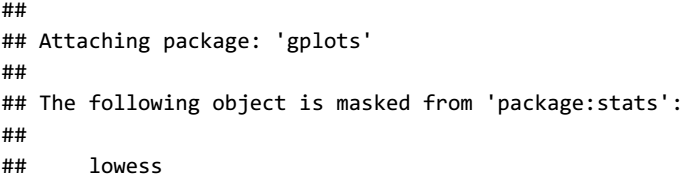 ##
## Attaching package: 'gplots'
##
## The following object is masked from 'package:stats':
##
##     lowess